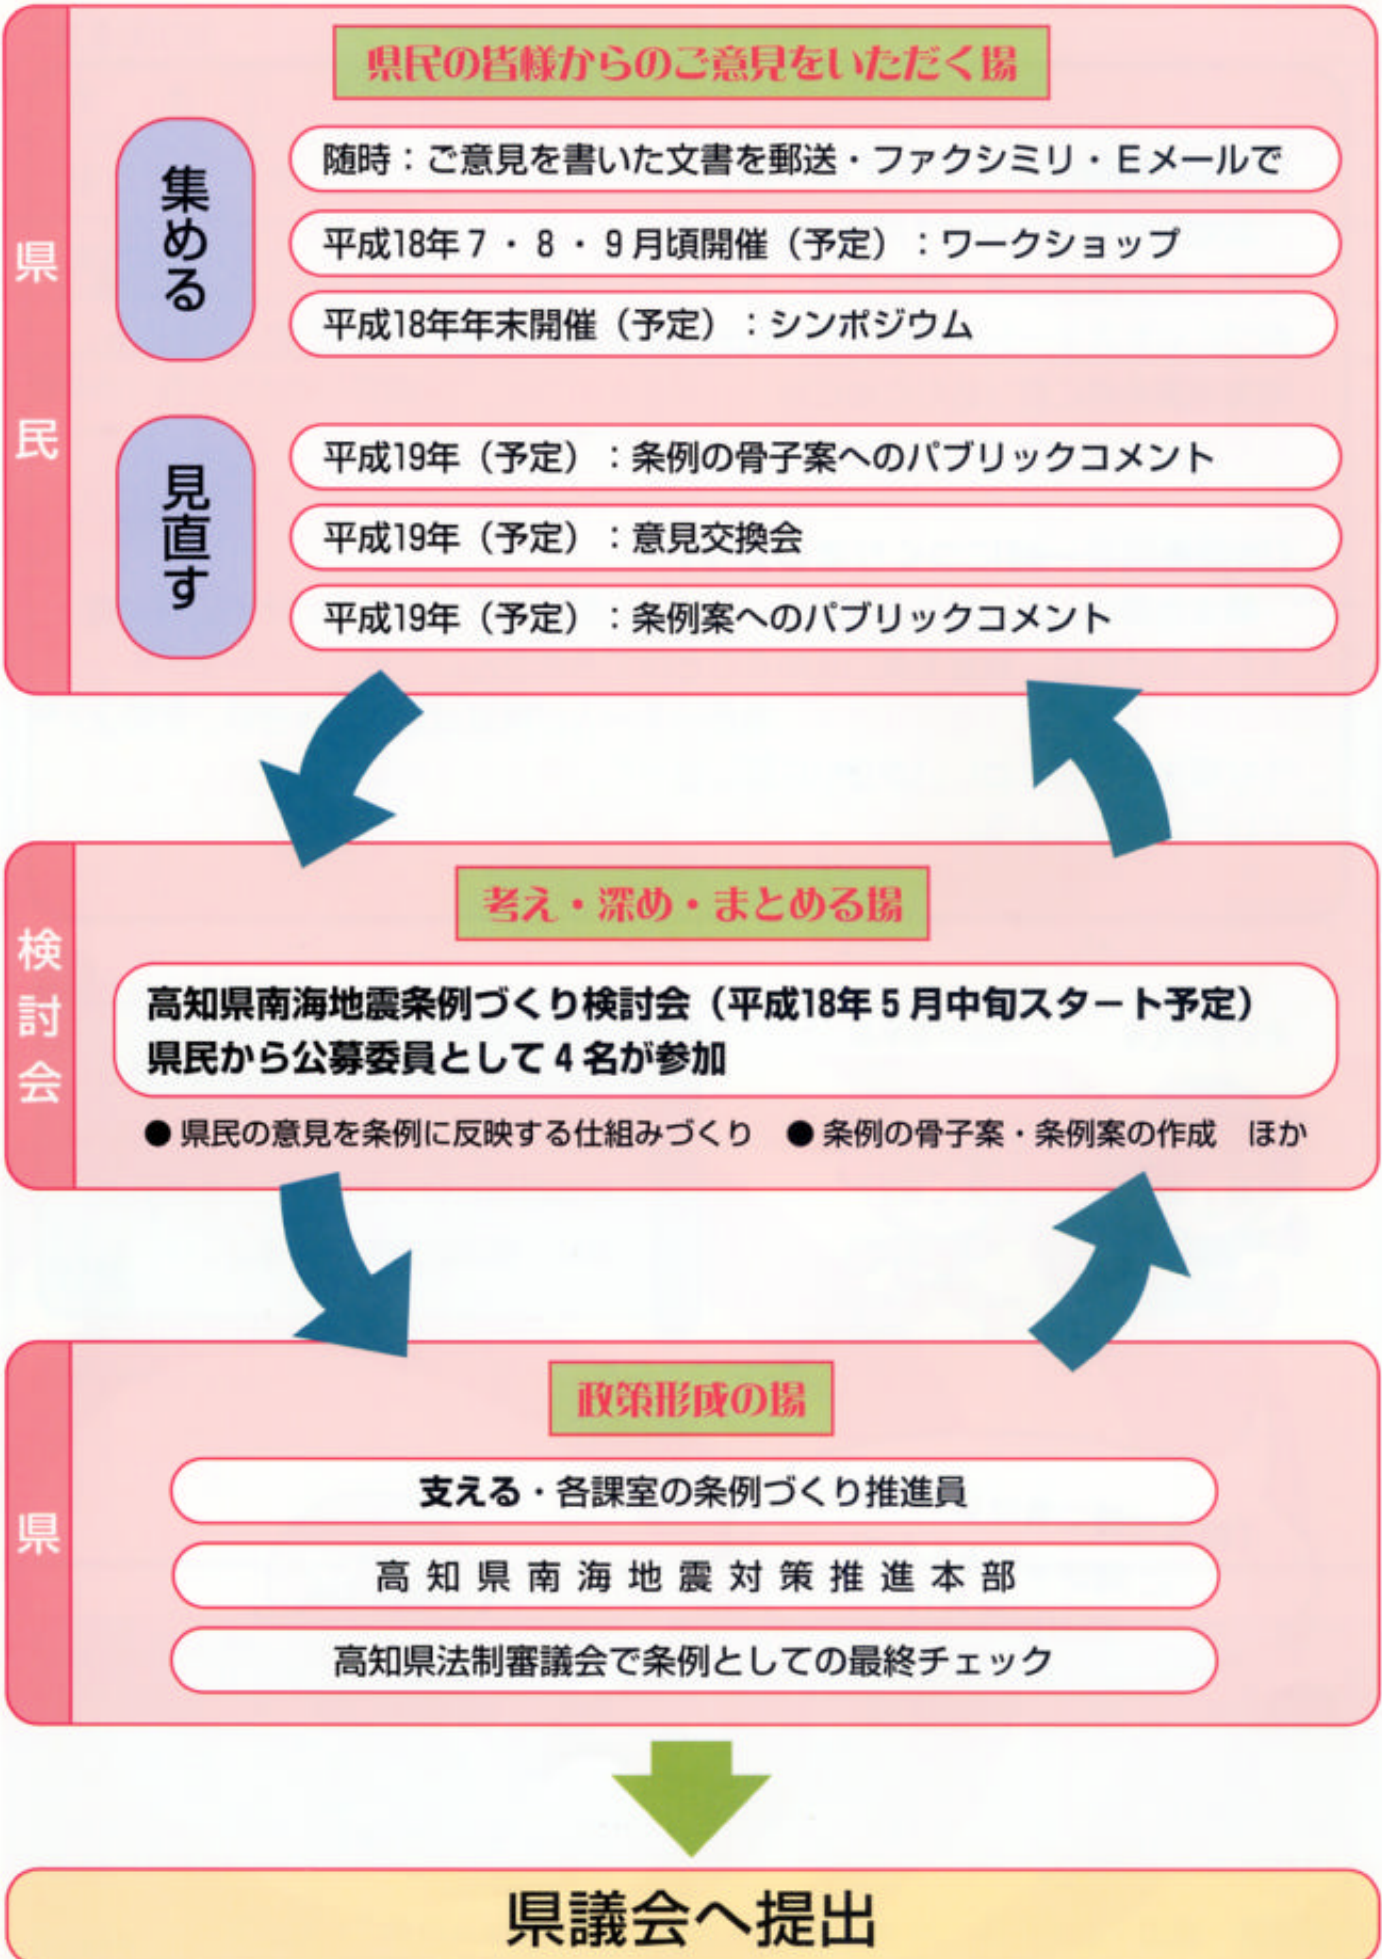 県民の皆様からのご意見をいただく場
県民
集める
随時：ご意見を書いた文書を郵送・ファクシミリ・Eメールで
平成18年7・8・9月頃開催（予定）：ワークショップ
平成18年年末開催（予定）：シンポジウム
見直す
平成19年（予定）：条例の骨子案へのパブリックコメント
平成19年（予定）：意見交換会
平成19年（予定）：条例案へのパブリックコメント
検討会
考え・深め・まとめる場
高知県南海地震条例づくり検討会（平成18年5月中旬スタート予定）
県民から公募委員として4名が参加
●県民の意見を条例に反映する仕組みづくり　●条例の骨子案・条例案の作成　ほか
県
政策形成の場
支える・各課室の条例づくり推進員
高知県南海地震対策推進本部
高知県法制審議会で条例としての最終チェック
県議会へ提出